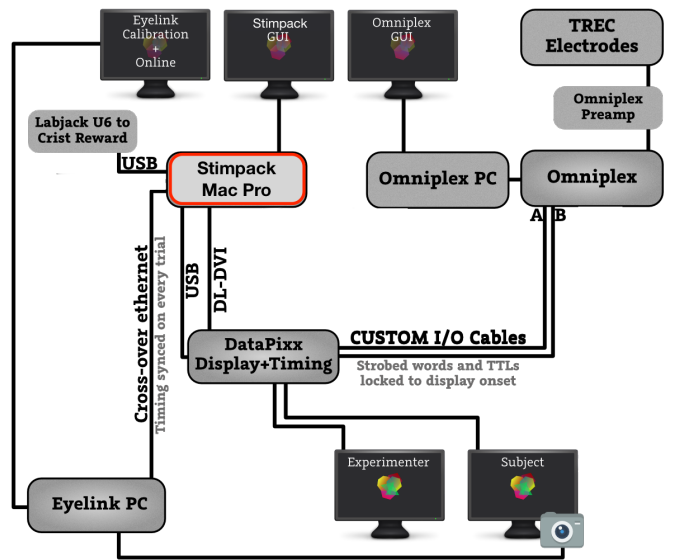 Eyelink
Calibration
+
Online
Stimpack
GUI
Omniplex
GUI
TREC
Electrodes
Omniplex
Preamp
Labjack U6 to
Crist Reward
USB
Stimpack
Mac Pro
Omniplex PC
Omniplex
A
B
Cross-over ethernet
Timing synced on every trial
USB
DL-DVI
DataPixx
Display+Timing
CUSTOM I/O Cables
Strobed words and TTLs
locked to display onset
Experimenter
Subject
Eyelink PC